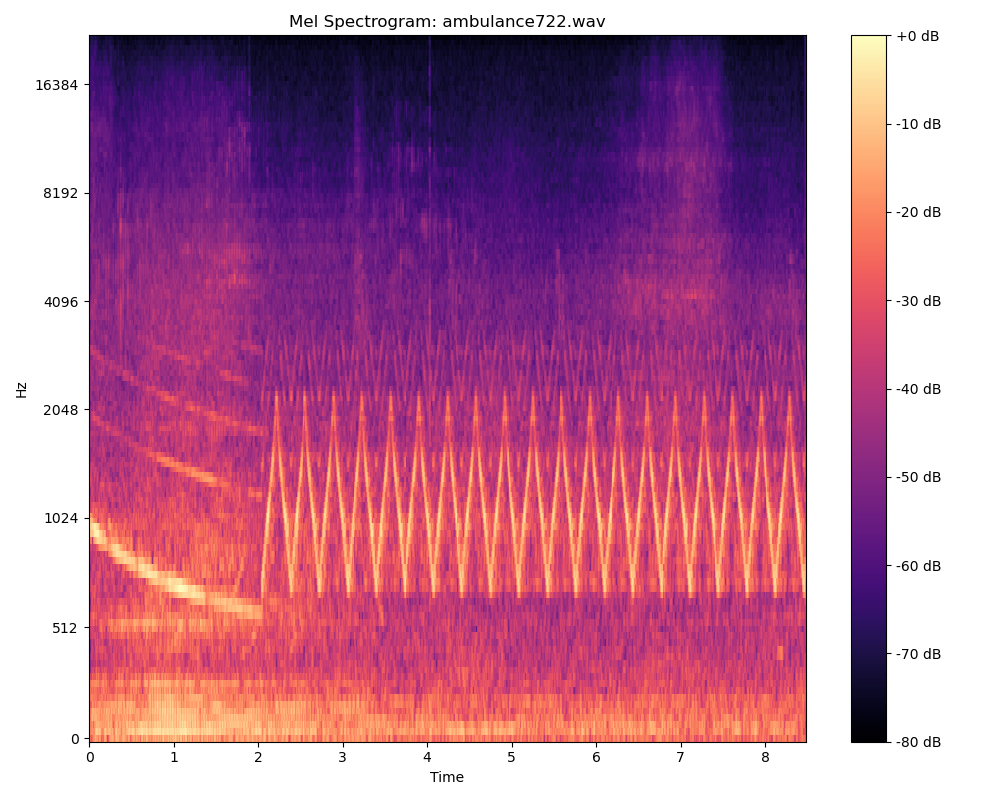 Mel Spectrogram: ambulance722.wav
+0 dB
16384
-10 dB
8192
-20 dB
4096
-30 dB
Hz
2048
-40 dB
-50 dB
1024
-60 dB
512
-70 dB
0
-80 dB
0 1 2 3 4 5 6 7 8
Time